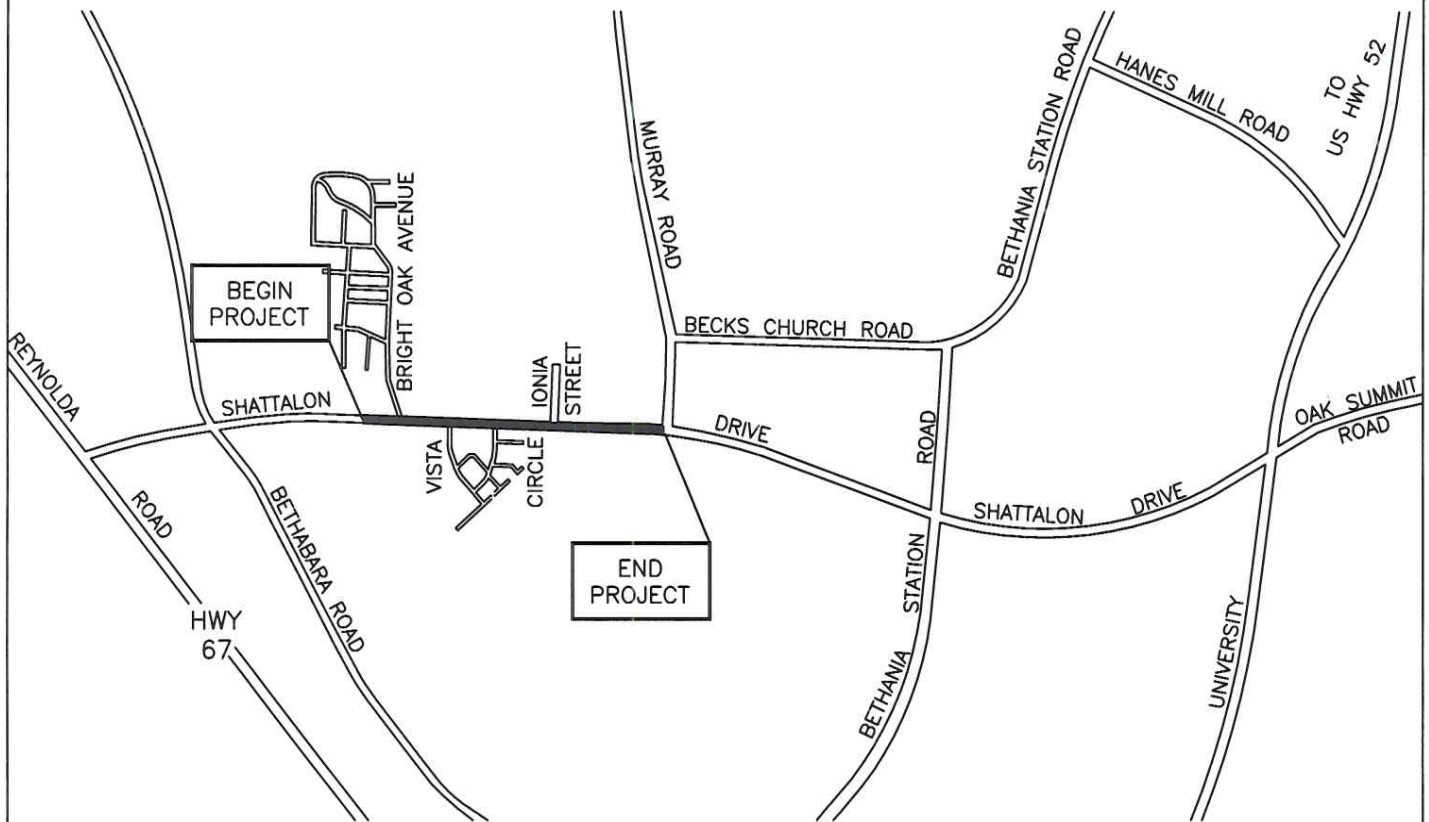 BETHANIA STATION ROAD
HANES MILL ROAD
TO
US HWY 52
MURRAY ROAD
BRIGHT OAK AVENUE
BEGIN
PROJECT
REYNOLDA
ROAD
BECKS CHURCH ROAD
IONIA
STREET
SHATTALON
DRIVE
ROAD
OAK SUMMIT
ROAD
VISTA
CIRCLE
SHATTALON
DRIVE
BETHABARA ROAD
END
PROJECT
STATION
BETHANIA
UNIVERSITY
HWY
67